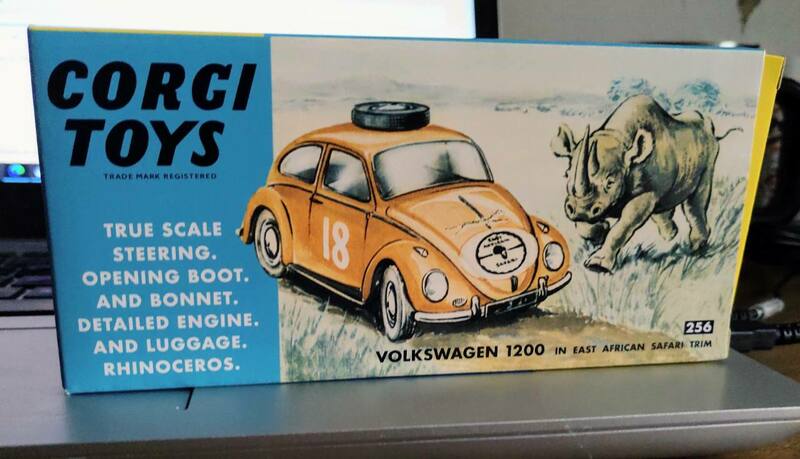 CORGI
TOYS
TRADE MARK REGISTERED
TRUE SCALE
STEERING.
OPENING BOOT.
AND BONNET.
DETAILED ENGINE.
AND LUGGAGE.
RHINOCEROS.
18
SAFARI
256
VOLKSWAGEN 1200 IN EAST AFRICAN SAFARI TRIM